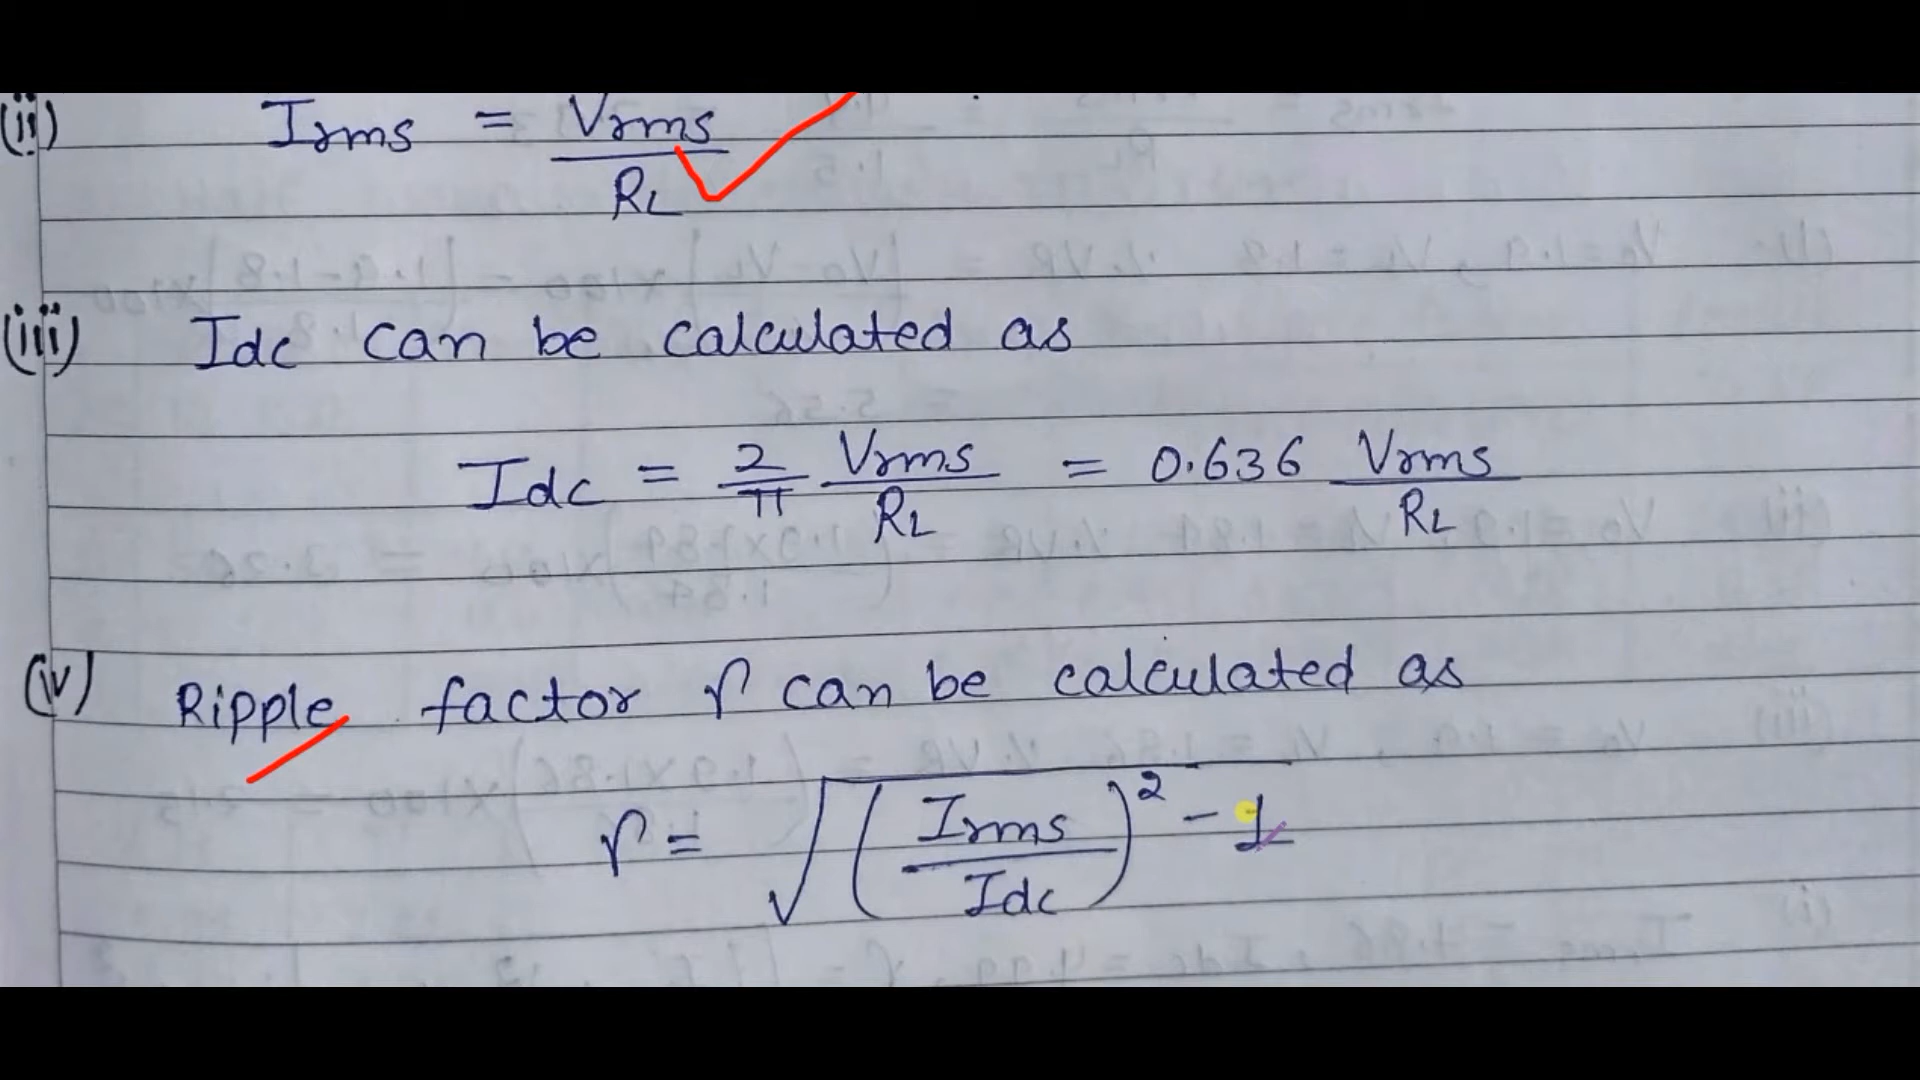 (ii) Irms = Vrms / RL
(iii) Idc can be calculated as
Idc = 2/π Vrms/RL = 0.636 Vrms/RL
(iv) Ripple factor r can be calculated as
r = √((Irms/Idc)² - 1)